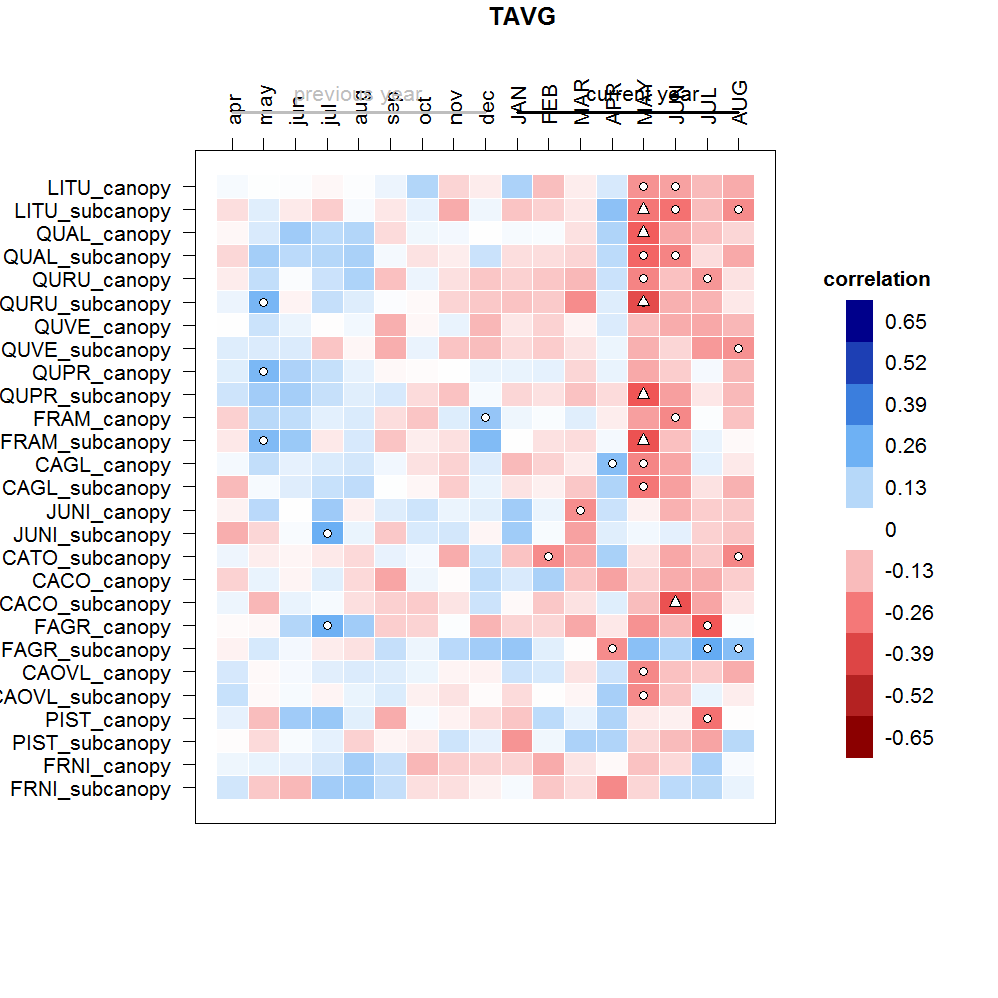 TAVG
previous year current year
apr may jun jul aug sep oct nov dec JAN FEB MAR APR MAY JUN JUL AUG
LITU_canopy
LITU_subcanopy
QUAL_canopy
QUAL_subcanopy
QURU_canopy
QURU_subcanopy
QUVE_canopy
QUVE_subcanopy
QUPR_canopy
QUPR_subcanopy
FRAM_canopy
FRAM_subcanopy
CAGL_canopy
CAGL_subcanopy
JUNI_canopy
JUNI_subcanopy
CATO_subcanopy
CACO_canopy
CACO_subcanopy
FAGR_canopy
FAGR_subcanopy
CAOVL_canopy
CAOVL_subcanopy
PIST_canopy
PIST_subcanopy
FRNI_canopy
FRNI_subcanopy
correlation
0.65
0.52
0.39
0.26
0.13
0
-0.13
-0.26
-0.39
-0.52
-0.65